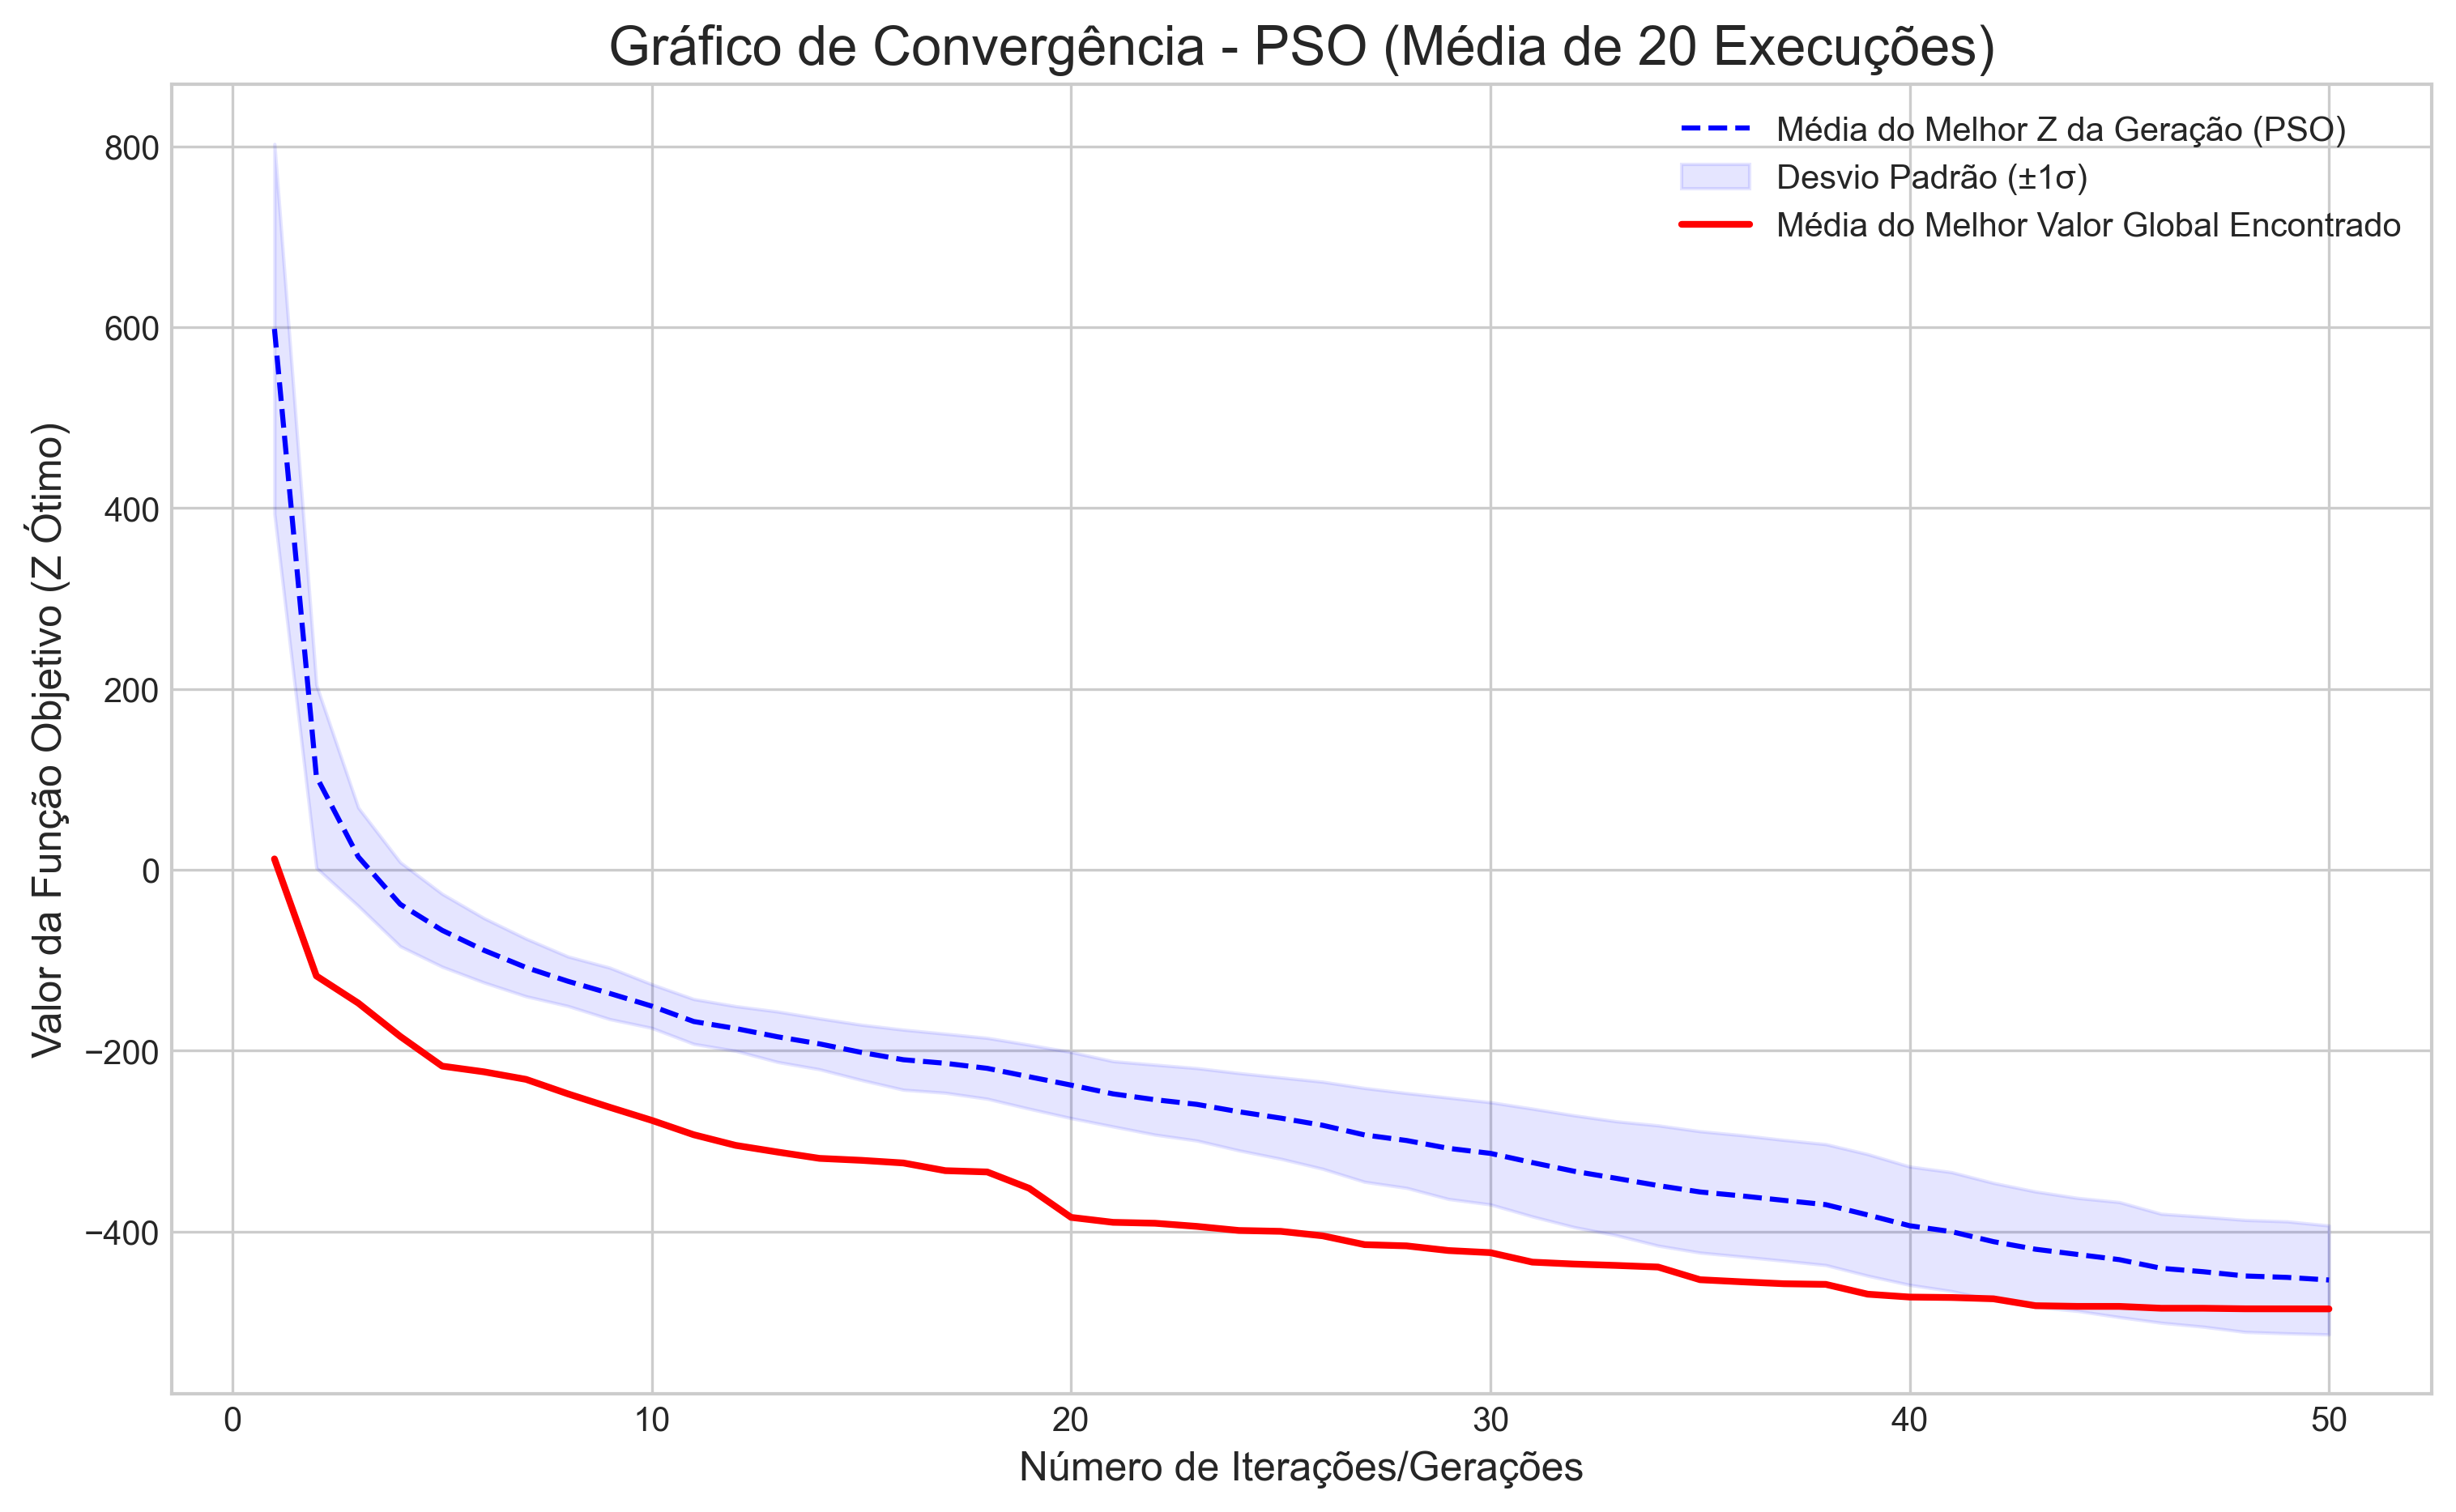 Gráfico de Convergência - PSO (Média de 20 Execuções)
Média do Melhor Z da Geração (PSO)
Desvio Padrão (±1σ)
Média do Melhor Valor Global Encontrado
Valor da Função Objetivo (Z Ótimo)
800
600
400
200
0
−200
−400
0
10
20
30
40
50
Número de Iterações/Gerações